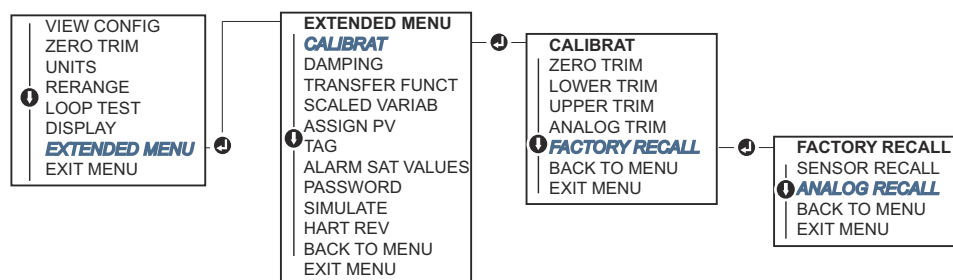 VIEW CONFIG
ZERO TRIM
UNITS
RERANGE
LOOP TEST
DISPLAY
EXTENDED MENU
EXIT MENU
EXTENDED MENU
CALIBRAT
DAMPING
TRANSFER FUNCT
SCALED VARIAB
ASSIGN PV
TAG
ALARM SAT VALUES
PASSWORD
SIMULATE
HART REV
BACK TO MENU
EXIT MENU
CALIBRAT
ZERO TRIM
LOWER TRIM
UPPER TRIM
ANALOG TRIM
FACTORY RECALL
BACK TO MENU
EXIT MENU
FACTORY RECALL
SENSOR RECALL
ANALOG RECALL
BACK TO MENU
EXIT MENU